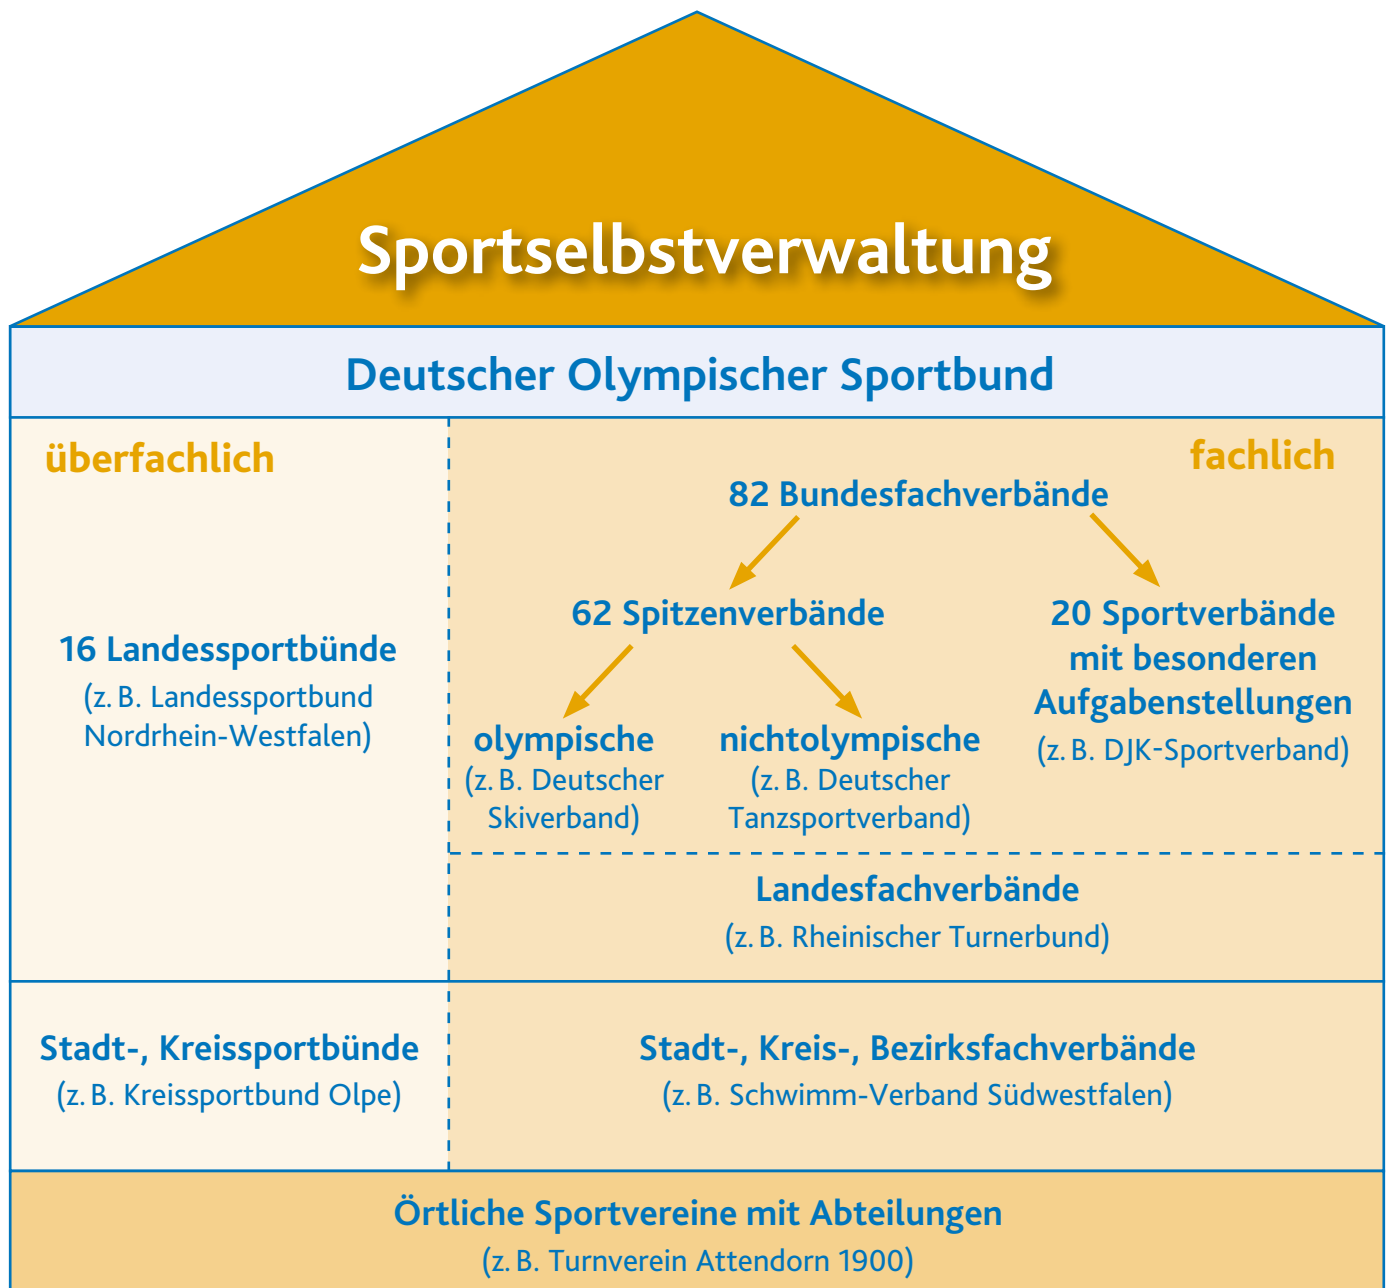 Sportselbstverwaltung
Deutscher Olympischer Sportbund
überfachlich
16 Landessportbünde
(z. B. Landessportbund
Nordrhein-Westfalen)
fachlich
82 Bundesfachverbände
62 Spitzenverbände
olympische
(z. B. Deutscher
Skiverband)
nichtolympische
(z. B. Deutscher
Tanzsportverband)
20 Sportverbände
mit besonderen
Aufgabenstellungen
(z. B. DJK-Sportverband)
Landesfachverbände
(z. B. Rheinischer Turnerbund)
Stadt-, Kreissportbünde
(z. B. Kreissportbund Olpe)
Stadt-, Kreis-, Bezirksfachverbände
(z. B. Schwimm-Verband Südwestfalen)
Örtliche Sportvereine mit Abteilungen
(z. B. Turnverein Attendorn 1900)